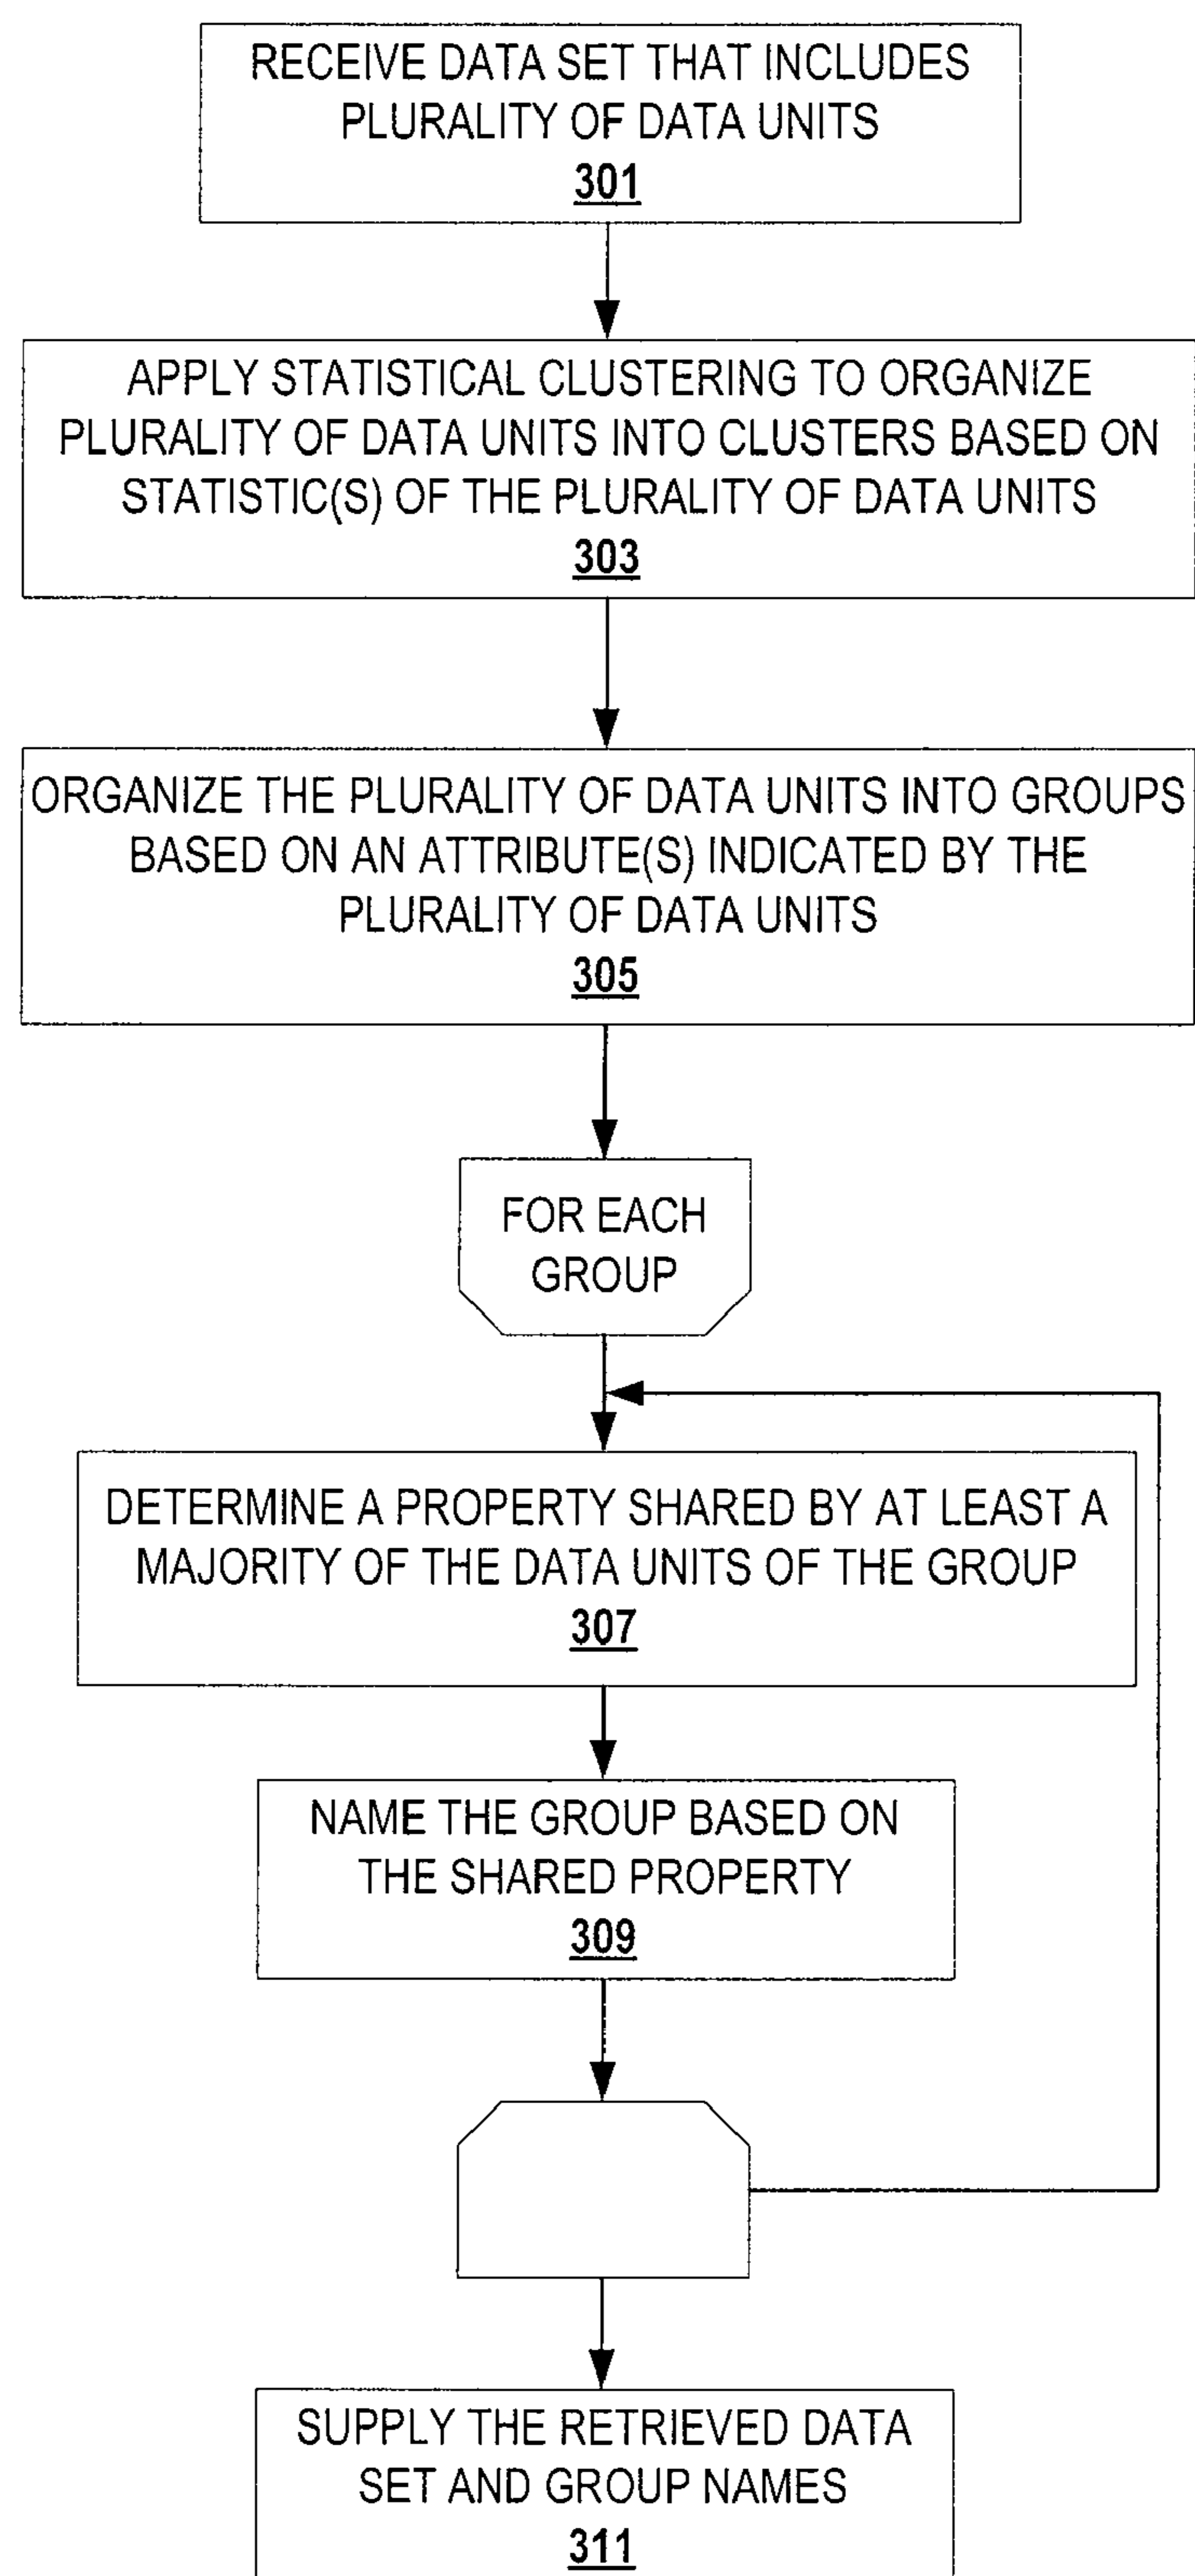 RECEIVE DATA SET THAT INCLUDES
PLURALITY OF DATA UNITS
301
APPLY STATISTICAL CLUSTERING TO ORGANIZE
PLURALITY OF DATA UNITS INTO CLUSTERS BASED ON
STATISTIC(S) OF THE PLURALITY OF DATA UNITS
303
ORGANIZE THE PLURALITY OF DATA UNITS INTO GROUPS
BASED ON AN ATTRIBUTE(S) INDICATED BY THE
PLURALITY OF DATA UNITS
305
FOR EACH
GROUP
DETERMINE A PROPERTY SHARED BY AT LEAST A
MAJORITY OF THE DATA UNITS OF THE GROUP
307
NAME THE GROUP BASED ON
THE SHARED PROPERTY
309
SUPPLY THE RETRIEVED DATA
SET AND GROUP NAMES
311